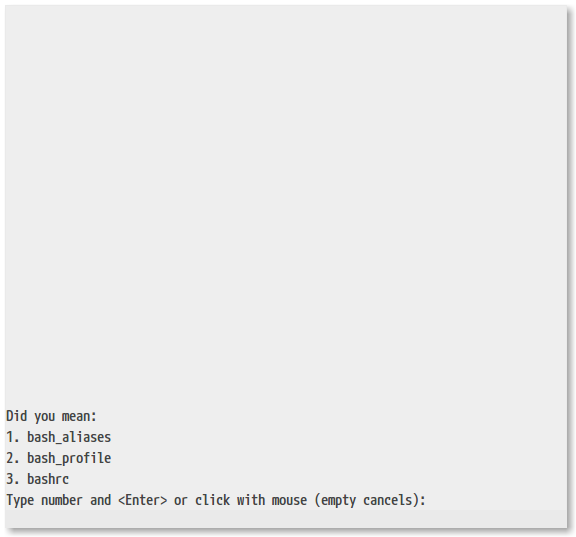 Did you mean:
1. bash_aliases
2. bash_profile
3. bashrc
Type number and <Enter> or click with mouse (empty cancels):